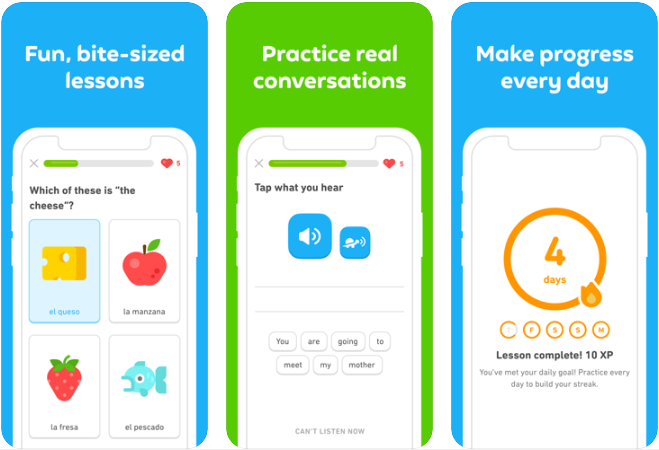 Fun, bite-sized
lessons
5
Which of these is "the
cheese"?
el queso
la manzana
la fresa
el pescado
Practice real
conversations
5
Tap what you hear
You are going to
meet my mother
CAN'T LISTEN NOW
Make progress
every day
4
days
T F S S M
Lesson complete! 10 XP
You've met your daily goal! Practice every
day to build your streak.